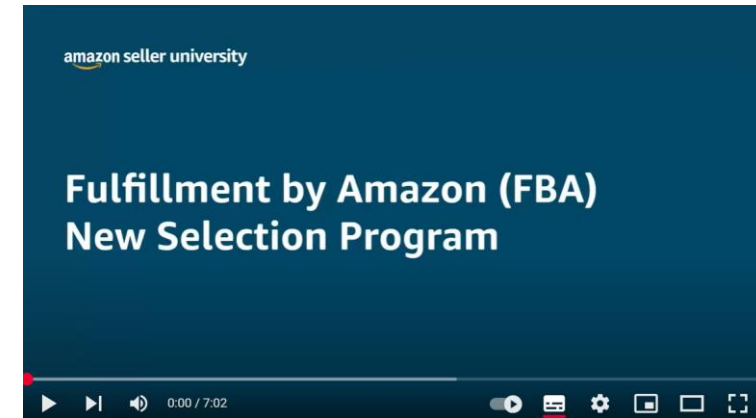 amazon seller university
Fulfillment by Amazon (FBA)
New Selection Program
0:00 / 7:02